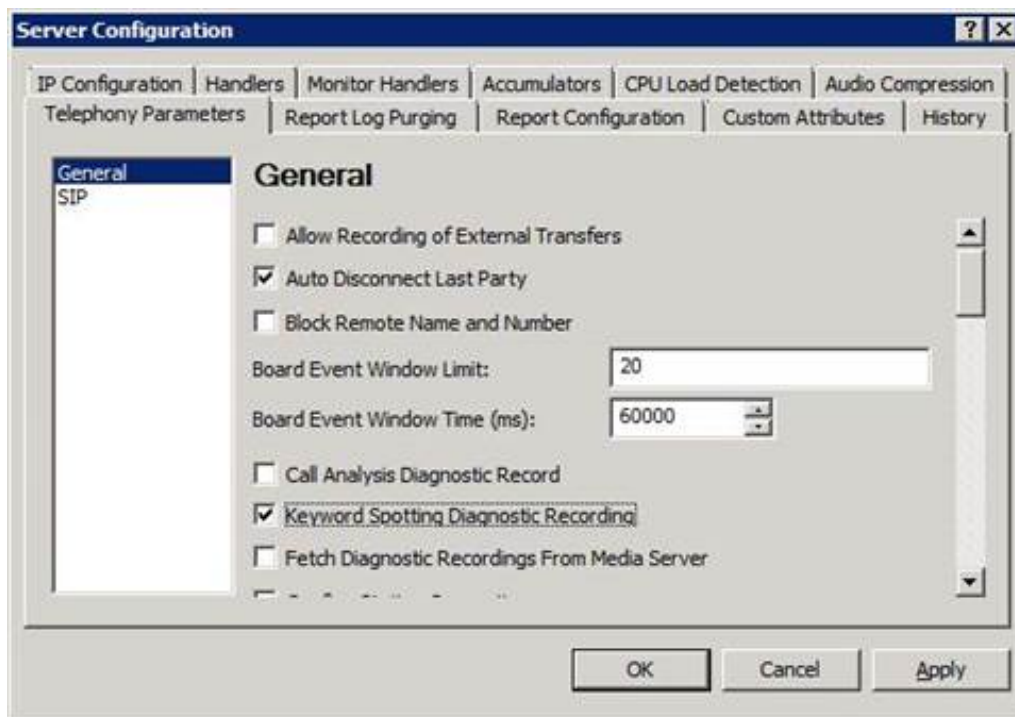 Server Configuration
IP Configuration Handlers Monitor Handlers Accumulators CPU Load Detection Audio Compression
Telephony Parameters Report Log Purging Report Configuration Custom Attributes History
General
SIP
General
Allow Recording of External Transfers
Auto Disconnect Last Party
Block Remote Name and Number
Board Event Window Limit: 20
Board Event Window Time (ms): 60000
Call Analysis Diagnostic Record
Keyword Spotting Diagnostic Recording
Fetch Diagnostic Recordings From Media Server
OK Cancel Apply